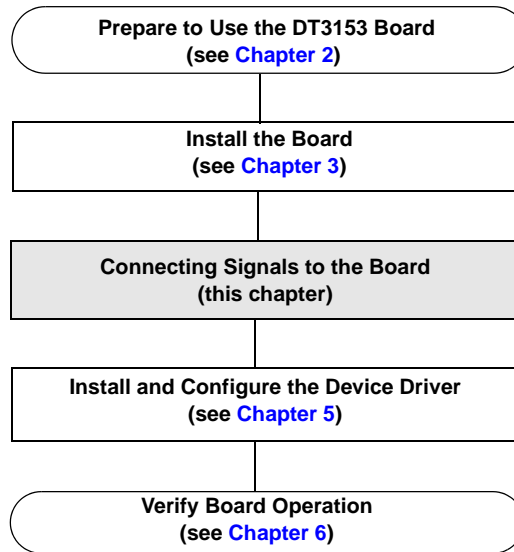 Prepare to Use the DT3153 Board
(see Chapter 2)
Install the Board
(see Chapter 3)
Connecting Signals to the Board
(this chapter)
Install and Configure the Device Driver
(see Chapter 5)
Verify Board Operation
(see Chapter 6)